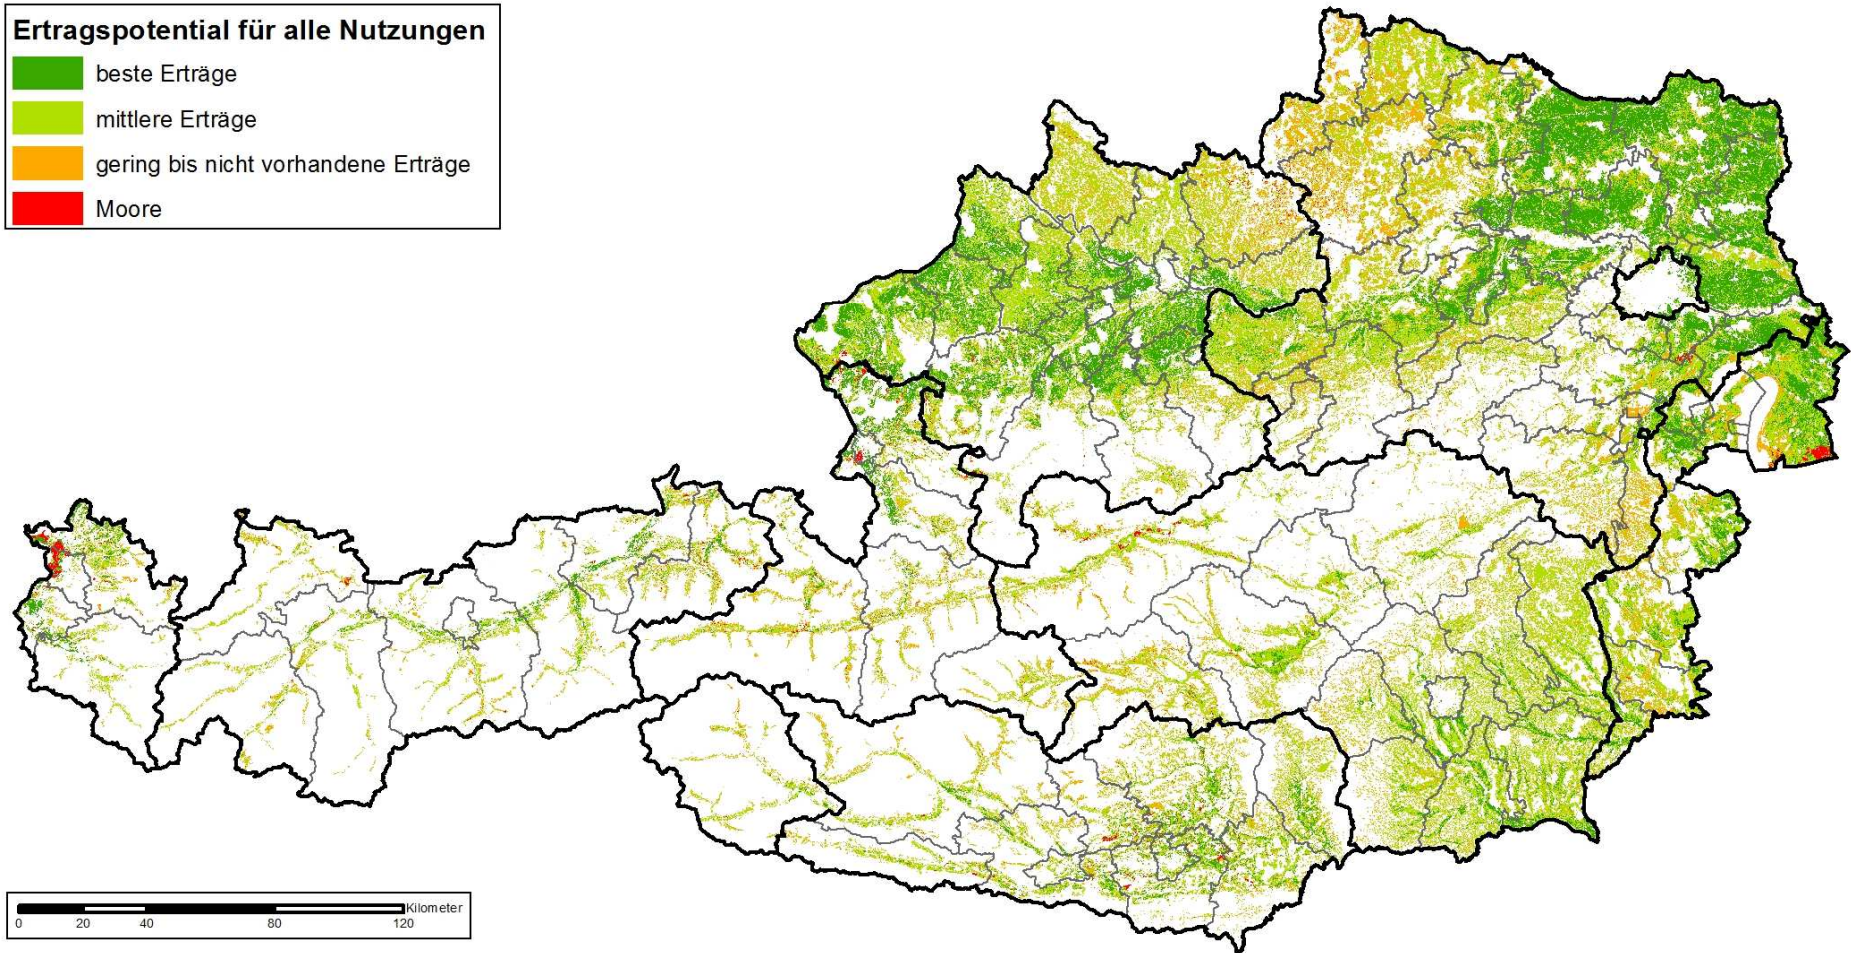 Ertragspotential für alle Nutzungen
beste Erträge
mittlere Erträge
gering bis nicht vorhandene Erträge
Moore
Kilometer
0 20 40 80 120